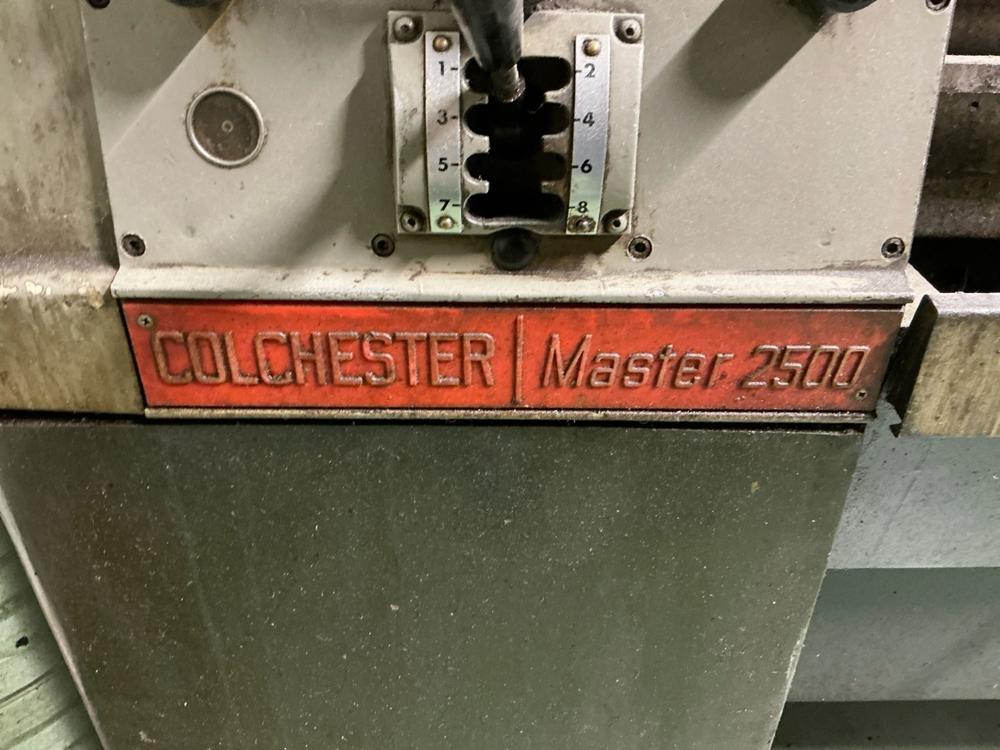 1- -2
3- -4
5- -6
7- -8
COLCHESTER | Master 2500